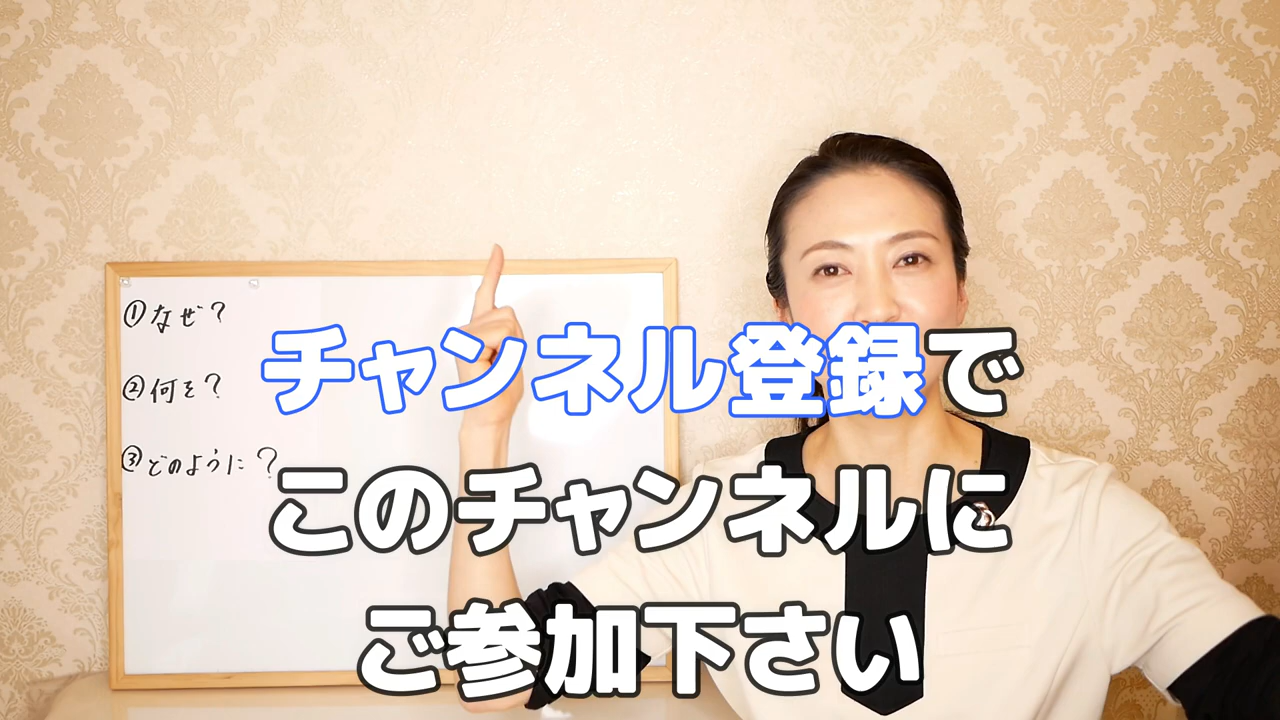 ①なぜ?
②何を?
③どのように?
チャンネル登録で
このチャンネルに
ご参加下さい